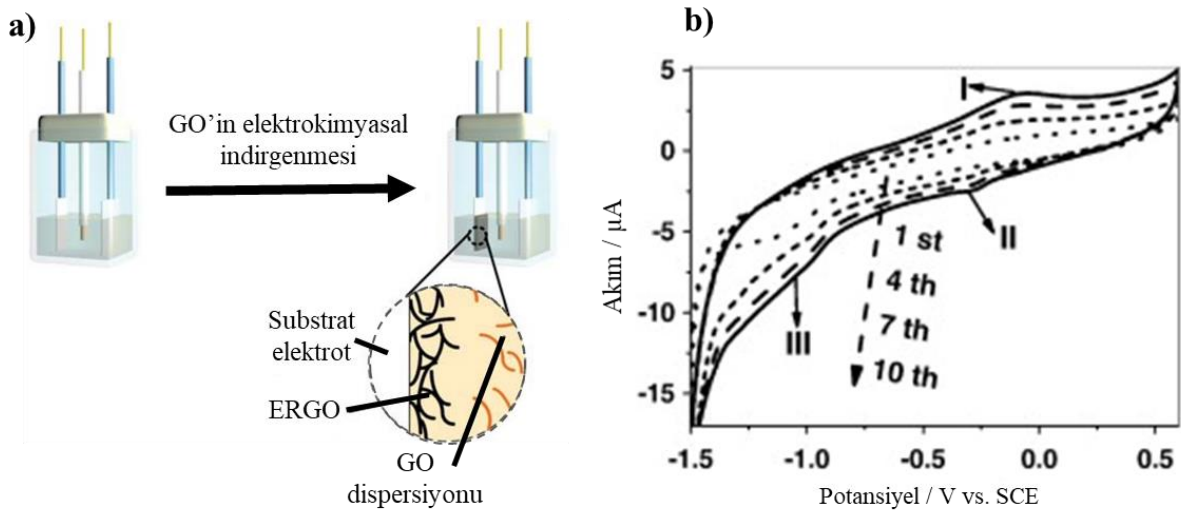 a)
GO’in elektrokimyasal
indirgenmesi
Substrat
elektrot
ERGO
GO
dispersiyonu
b)
5
0
-5
-10
-15
Akım / µA
I
II
III
1 st
4 th
7 th
10 th
-1.5
-1.0
-0.5
0.0
0.5
Potansiyel / V vs. SCE